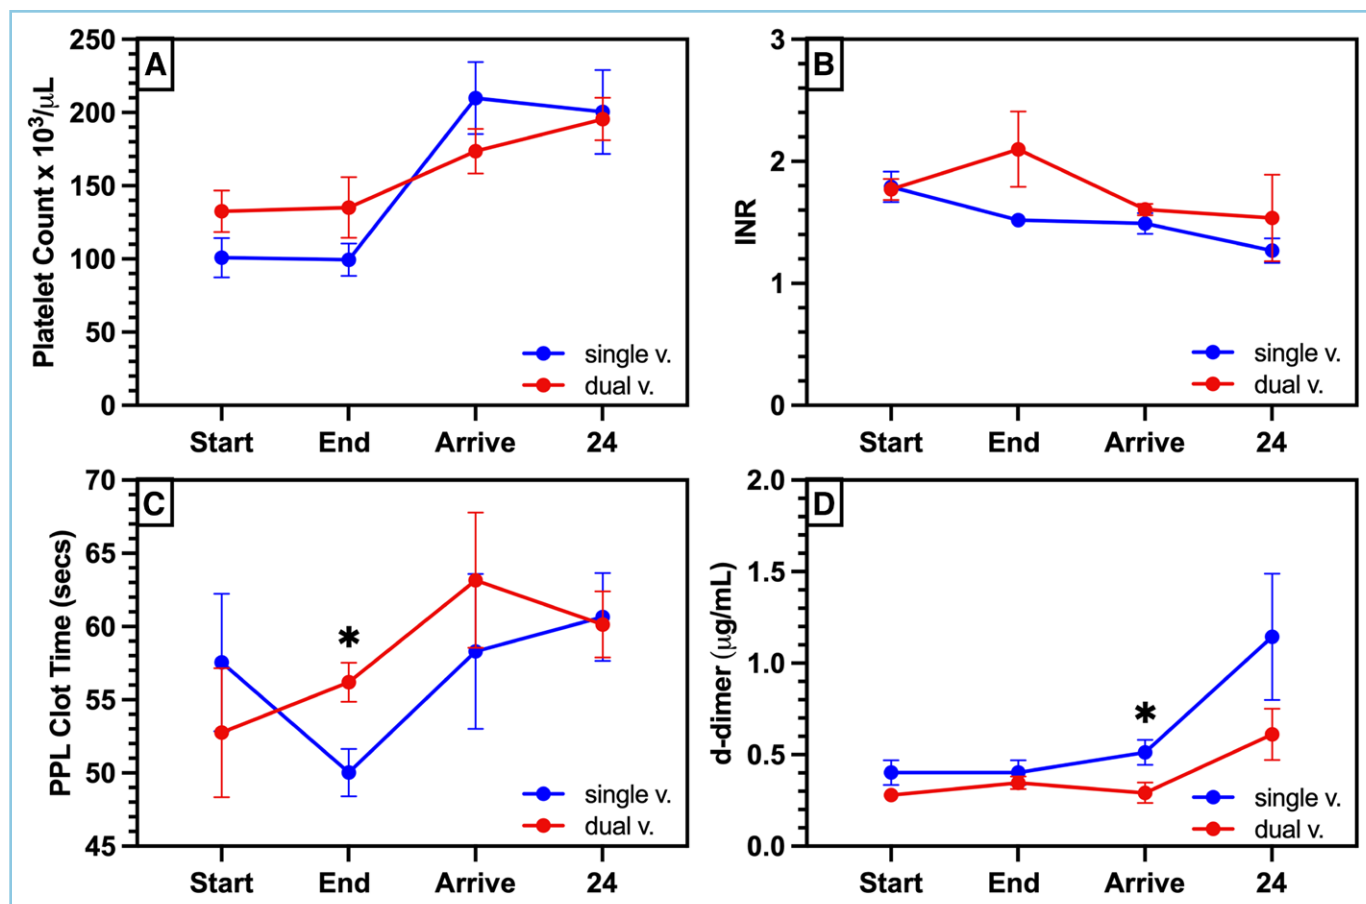 A
Platelet Count x 10³/µL
250
200
150
100
50
0
single v.
dual v.
Start End Arrive 24
B
INR
3
2
1
0
single v.
dual v.
Start End Arrive 24
C
PPL Clot Time (secs)
70
65
60
55
50
45
*
single v.
dual v.
Start End Arrive 24
D
d-dimer (µg/mL)
2.0
1.5
1.0
0.5
0.0
*
single v.
dual v.
Start End Arrive 24